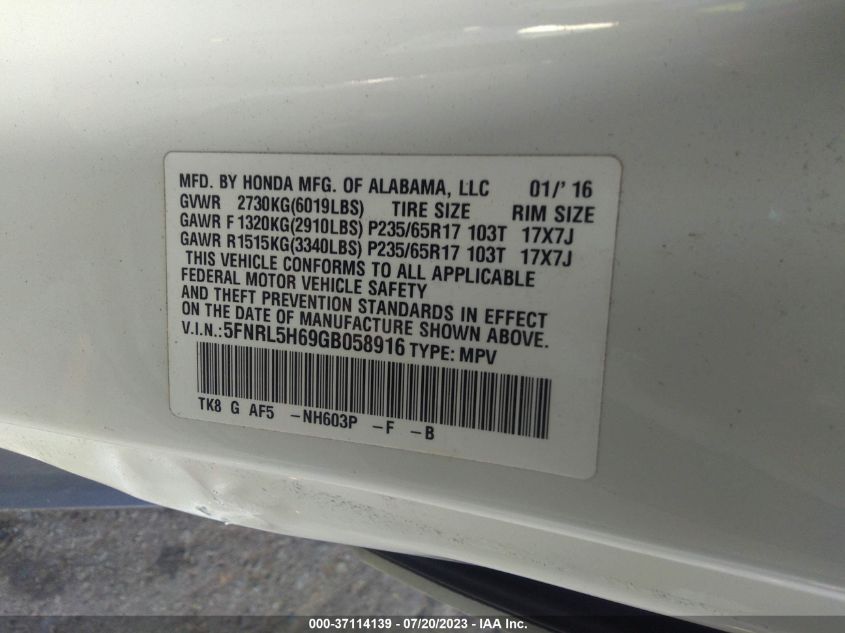 MFD. BY HONDA MFG. OF ALABAMA, LLC 01/' 16
GVWR 2730KG(6019LBS) TIRE SIZE RIM SIZE
GAWR F 1320KG(2910LBS) P235/65R17 103T 17X7J
GAWR R1515KG(3340LBS) P235/65R17 103T 17X7J
THIS VEHICLE CONFORMS TO ALL APPLICABLE
FEDERAL MOTOR VEHICLE SAFETY
AND THEFT PREVENTION STANDARDS IN EFFECT
ON THE DATE OF MANUFACTURE SHOWN ABOVE.
V.I.N.:5FNRL5H69GB058916 TYPE: MPV
TK8 G AF5 -NH603P -F -B
000-37114139 - 07/20/2023 - IAA Inc.